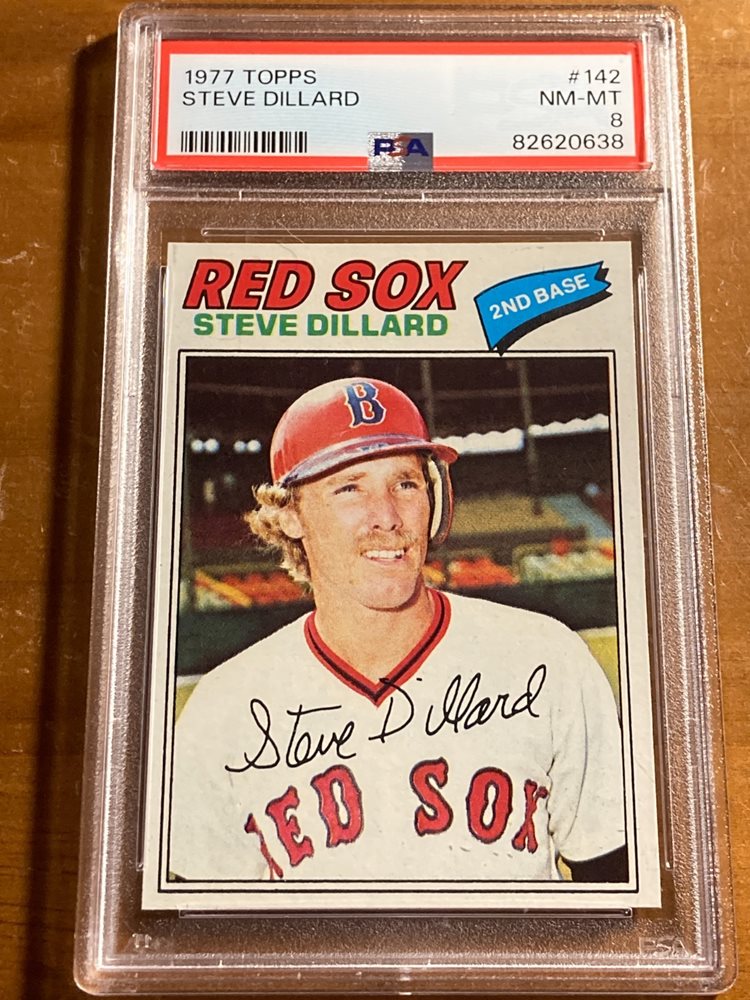 1977 TOPPS #142
STEVE DILLARD NM-MT
8
PSA 82620638
RED SOX
STEVE DILLARD
2ND BASE
B
Steve Dillard
RED SOX
PSA